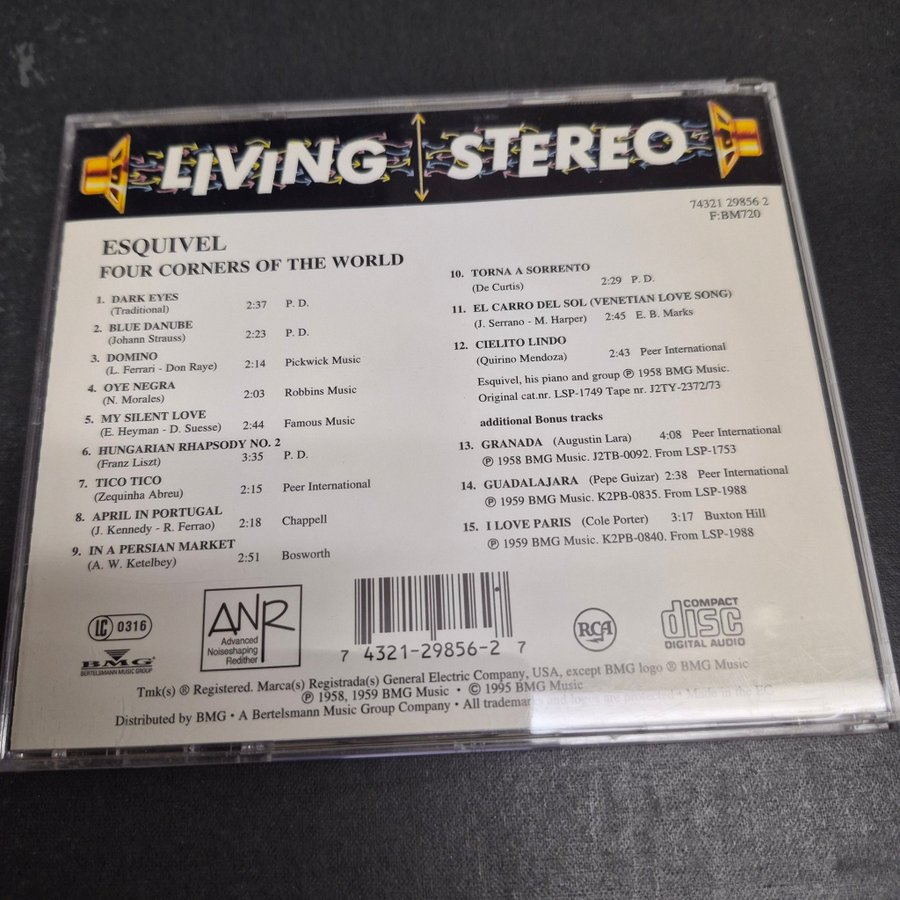 LIVING STEREO
74321 29856 2
F:BM720
ESQUIVEL
FOUR CORNERS OF THE WORLD
1. DARK EYES
(Traditional) 2:37 P. D.
2. BLUE DANUBE
(Johann Strauss) 2:23 P. D.
3. DOMINO
(L. Ferrari - Don Raye) 2:14 Pickwick Music
4. OYE NEGRA
(N. Morales) 2:03 Robbins Music
5. MY SILENT LOVE
(E. Heyman - D. Suesse) 2:44 Famous Music
6. HUNGARIAN RHAPSODY NO. 2
(Franz Liszt) 3:35 P. D.
7. TICO TICO
(Zequinha Abreu) 2:15 Peer International
8. APRIL IN PORTUGAL
(J. Kennedy - R. Ferrao) 2:18 Chappell
9. IN A PERSIAN MARKET
(A. W. Ketelbey) 2:51 Bosworth
10. TORNA A SORRENTO
(De Curtis) 2:29 P. D.
11. EL CARRO DEL SOL (VENETIAN LOVE SONG)
(J. Serrano - M. Harper) 2:45 E. B. Marks
12. CIELITO LINDO
(Quirino Mendoza) 2:43 Peer International
Esquivel, his piano and group ℗ 1958 BMG Music.
Original cat.nr. LSP-1749 Tape nr. J2TY-2372/73
additional Bonus tracks
13. GRANADA (Augustin Lara) 4:08 Peer International
℗ 1958 BMG Music. J2TB-0092. From LSP-1753
14. GUADALAJARA (Pepe Guizar) 2:38 Peer International
℗ 1959 BMG Music. K2PB-0835. From LSP-1988
15. I LOVE PARIS (Cole Porter) 3:17 Buxton Hill
℗ 1959 BMG Music. K2PB-0840. From LSP-1988
LC 0316
BMG
BERTELSMANN MUSIC GROUP
ANR
Advanced
Noiseshaping
Redither
7 4321-29856-2 7
RCA
COMPACT
disc
DIGITAL AUDIO
Tmk(s) ® Registered. Marca(s) Registrada(s) General Electric Company, USA, except BMG logo ® BMG Music
℗ 1958, 1959 BMG Music • © 1995 BMG Music
Distributed by BMG • A Bertelsmann Music Group Company • All trademarks and logos are protected • Made in the EC